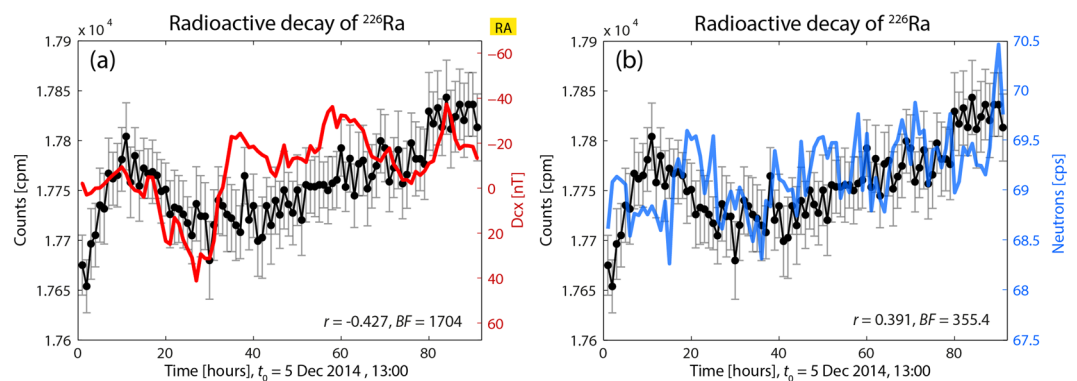 Radioactive decay of ²²⁶Ra
RA
x 10⁴
(a)
1.79
1.785
1.78
1.775
1.77
1.765
1.76
Counts [cpm]
−60
−40
−20
0
20
40
60
Dcx [nT]
r = -0.427, BF = 1704
0 20 40 60 80
Time [hours], t₀ = 5 Dec 2014 , 13:00
Radioactive decay of ²²⁶Ra
x 10⁴
(b)
1.79
1.785
1.78
1.775
1.77
1.765
1.76
Counts [cpm]
70.5
70
69.5
69
68.5
68
67.5
Neutrons [cps]
r = 0.391, BF = 355.4
0 20 40 60 80
Time [hours], t₀ = 5 Dec 2014 , 13:00